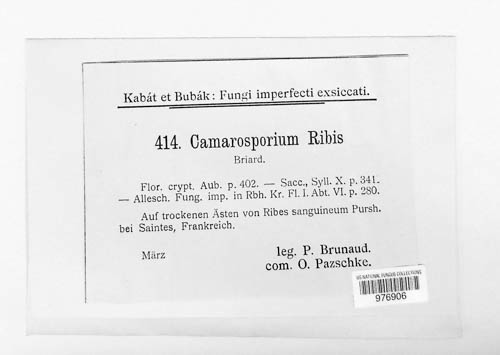 Kabát et Bubák: Fungi imperfecti exsiccati.
414. Camarosporium Ribis
Briard.
Flor. crypt. Aub. p. 402. — Sacc., Syll. X. p. 341.
— Allesch. Fung. imp. in Rbh. Kr. Fl. I. Abt. VI. p. 280.
Auf trockenen Ästen von Ribes sanguineum Pursh.
bei Saintes, Frankreich.
März
leg. P. Brunaud.
com. O. Pazschke.
US NATIONAL FUNGUS COLLECTIONS
976906